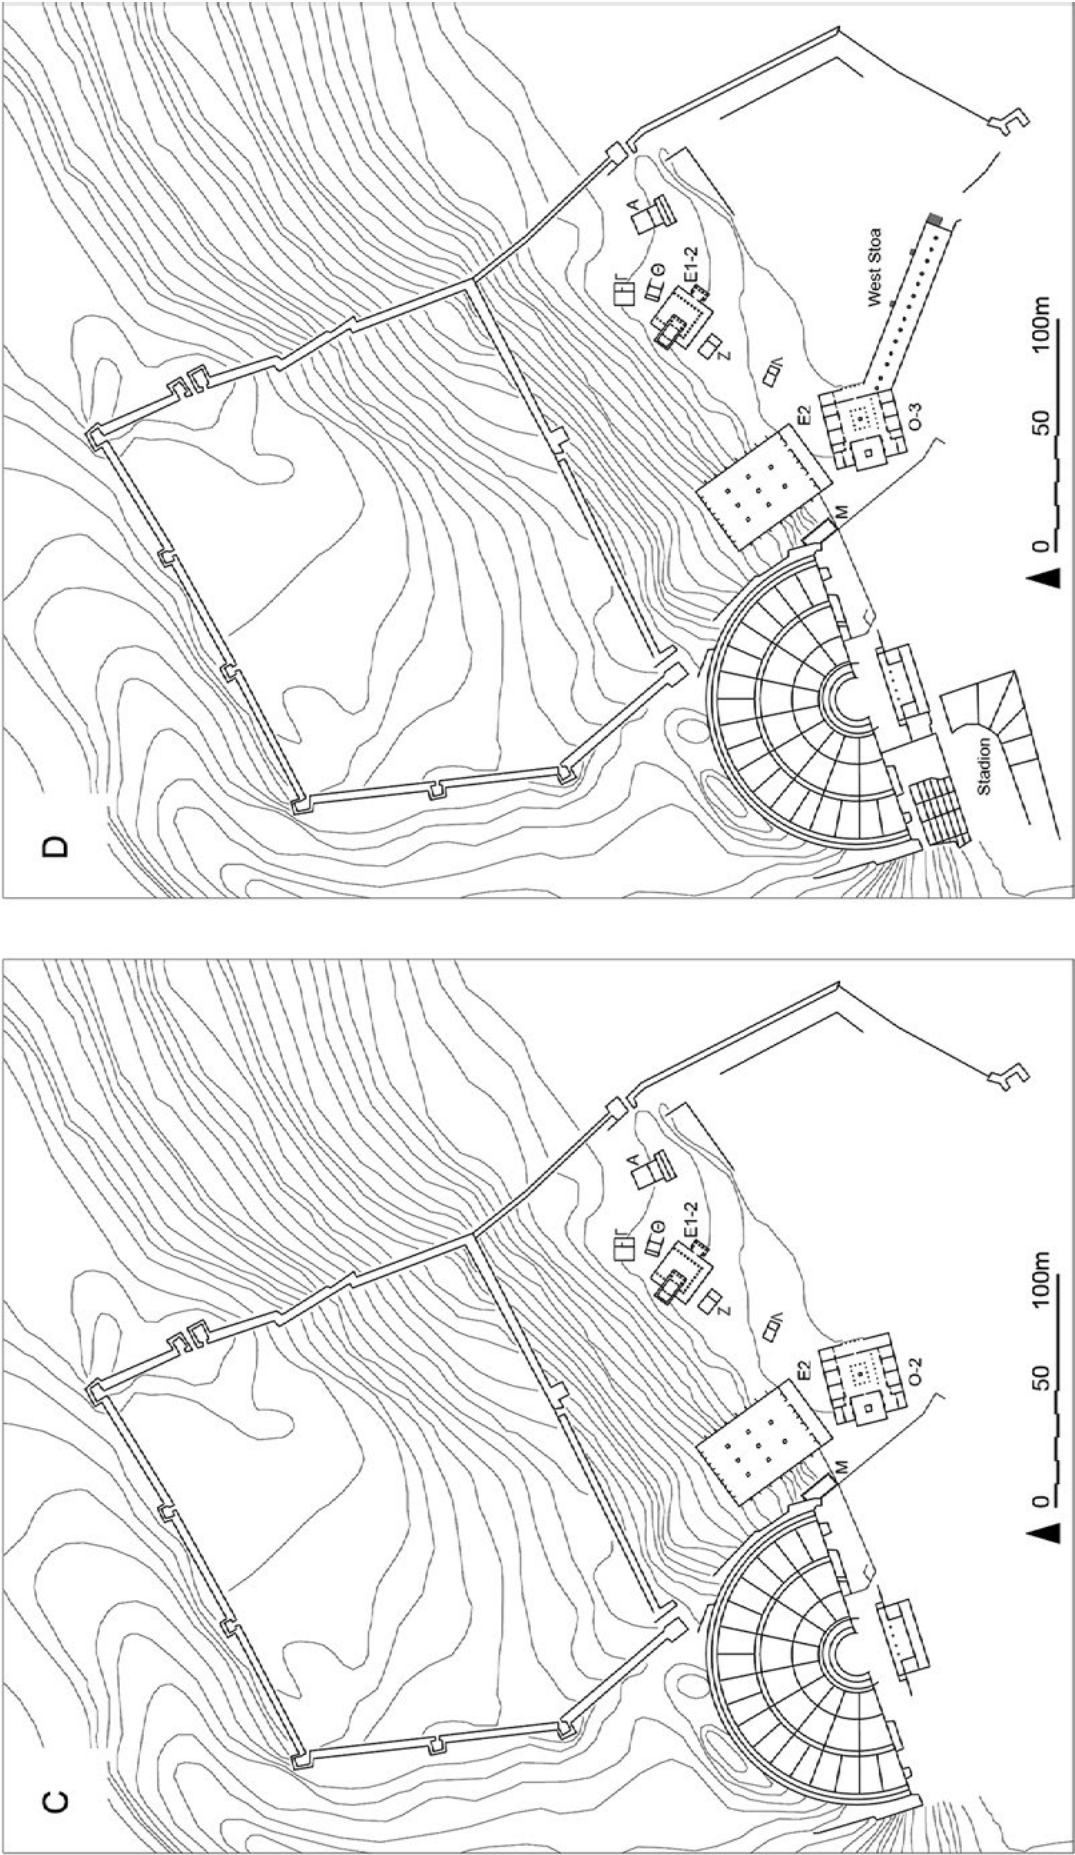 C
Γ
A
Θ
E1-2
Z
Λ
E2
M
O-2
0 50 100m
D
Γ
A
Θ
E1-2
Z
Λ
E2
M
West Stoa
O-3
Stadion
0 50 100m